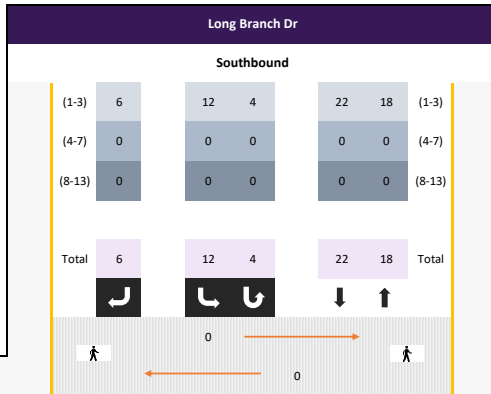 Long Branch Dr
Southbound
(1-3) 6 12 4 22 18 (1-3)
(4-7) 0 0 0 0 0 (4-7)
(8-13) 0 0 0 0 0 (8-13)
Total 6 12 4 22 18 Total
0
0